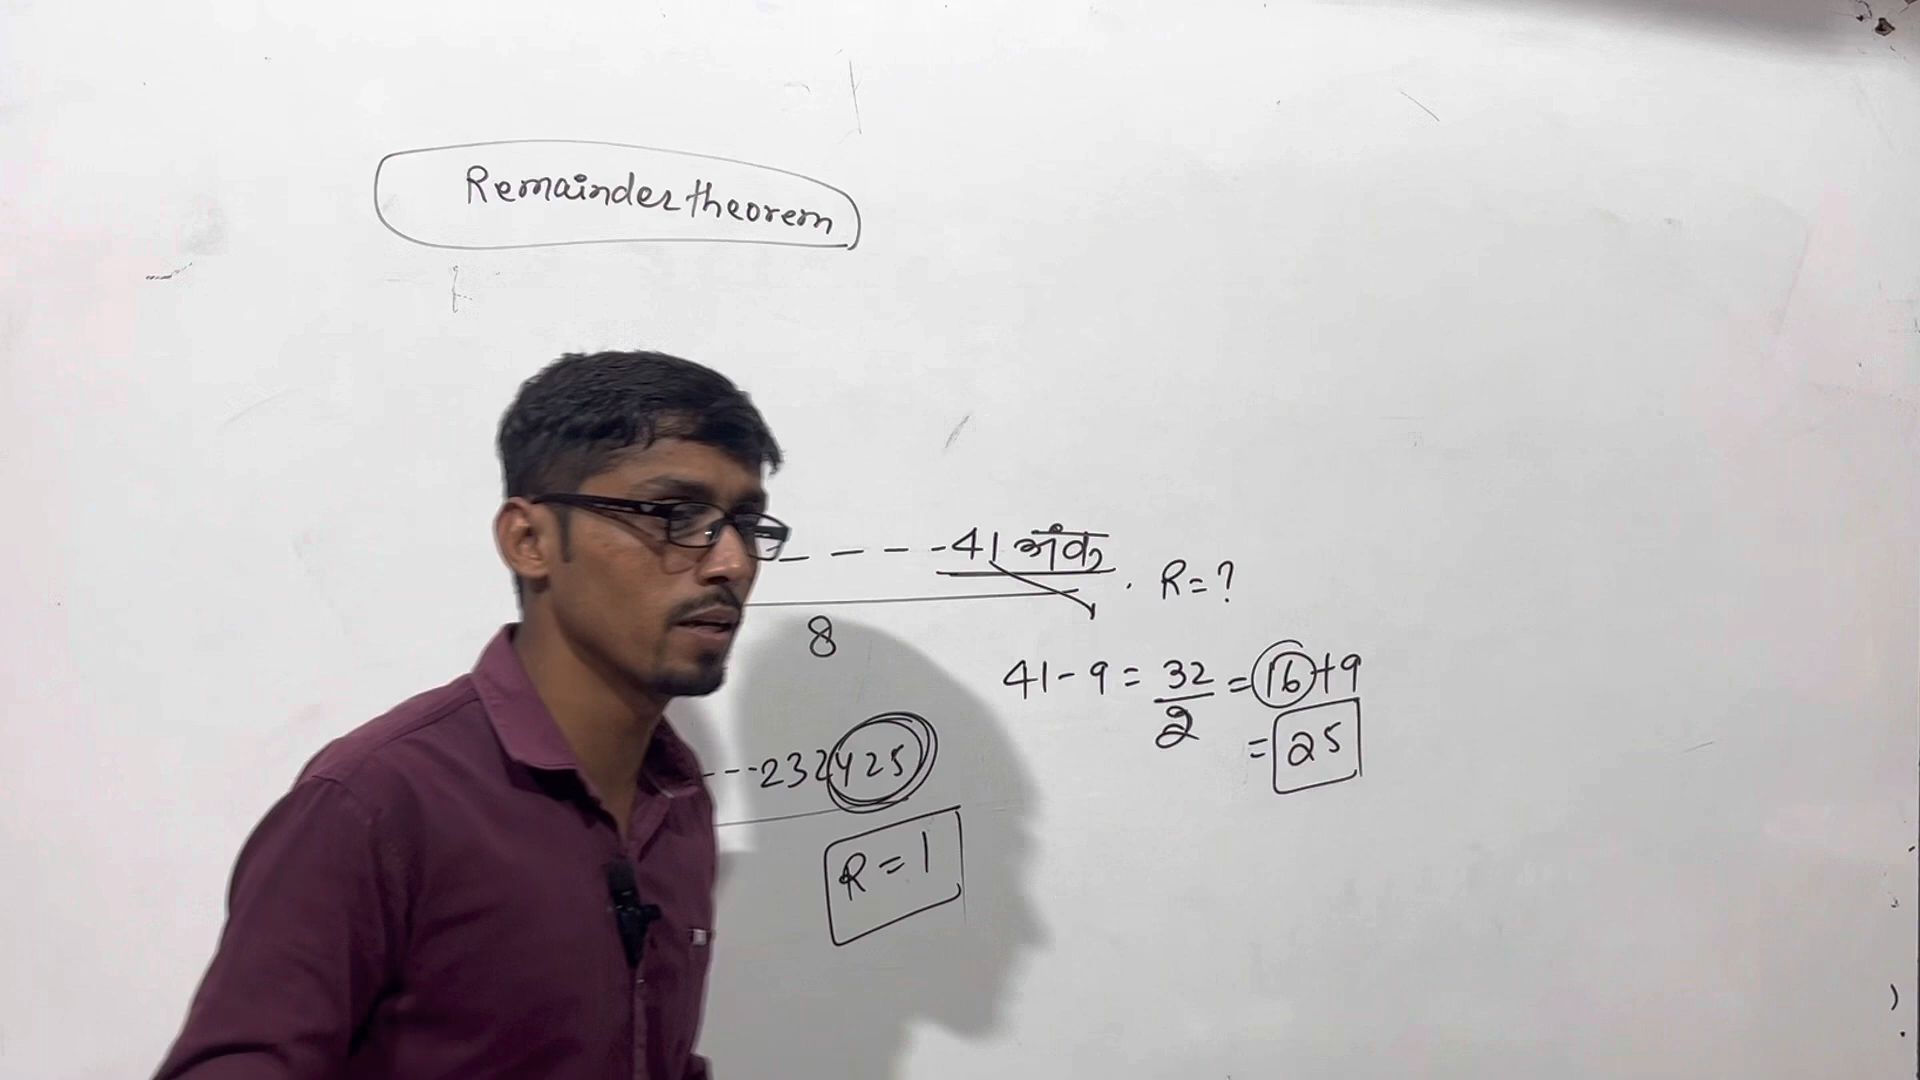 Remainder theorem
- - - - 41 अंक
8
R = ?
41 - 9 = 32/2 = 16 + 9
= 25
---232425
R = 1